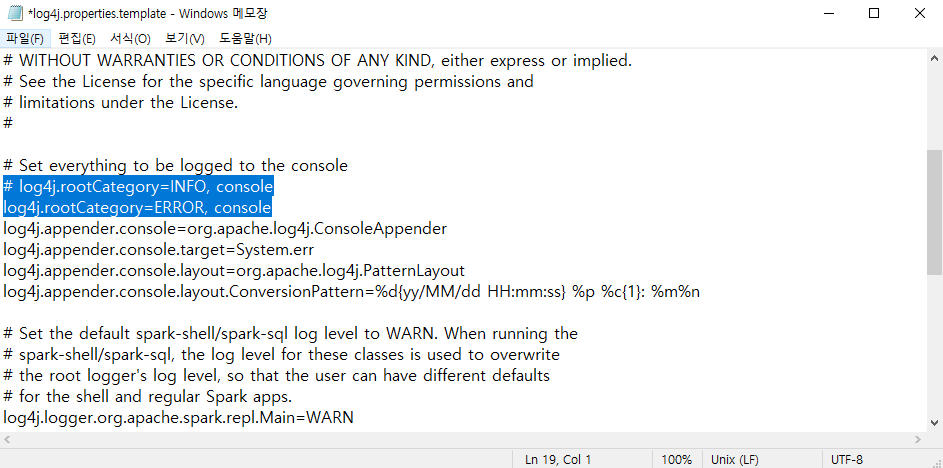 *log4j.properties.template - Windows 메모장
파일(F) 편집(E) 서식(O) 보기(V) 도움말(H)
# WITHOUT WARRANTIES OR CONDITIONS OF ANY KIND, either express or implied.
# See the License for the specific language governing permissions and
# limitations under the License.
#
# Set everything to be logged to the console
# log4j.rootCategory=INFO, console
log4j.rootCategory=ERROR, console
log4j.appender.console=org.apache.log4j.ConsoleAppender
log4j.appender.console.target=System.err
log4j.appender.console.layout=org.apache.log4j.PatternLayout
log4j.appender.console.layout.ConversionPattern=%d{yy/MM/dd HH:mm:ss} %p %c{1}: %m%n
# Set the default spark-shell/spark-sql log level to WARN. When running the
# spark-shell/spark-sql, the log level for these classes is used to overwrite
# the root logger's log level, so that the user can have different defaults
# for the shell and regular Spark apps.
log4j.logger.org.apache.spark.repl.Main=WARN
Ln 19, Col 1 100% Unix (LF) UTF-8